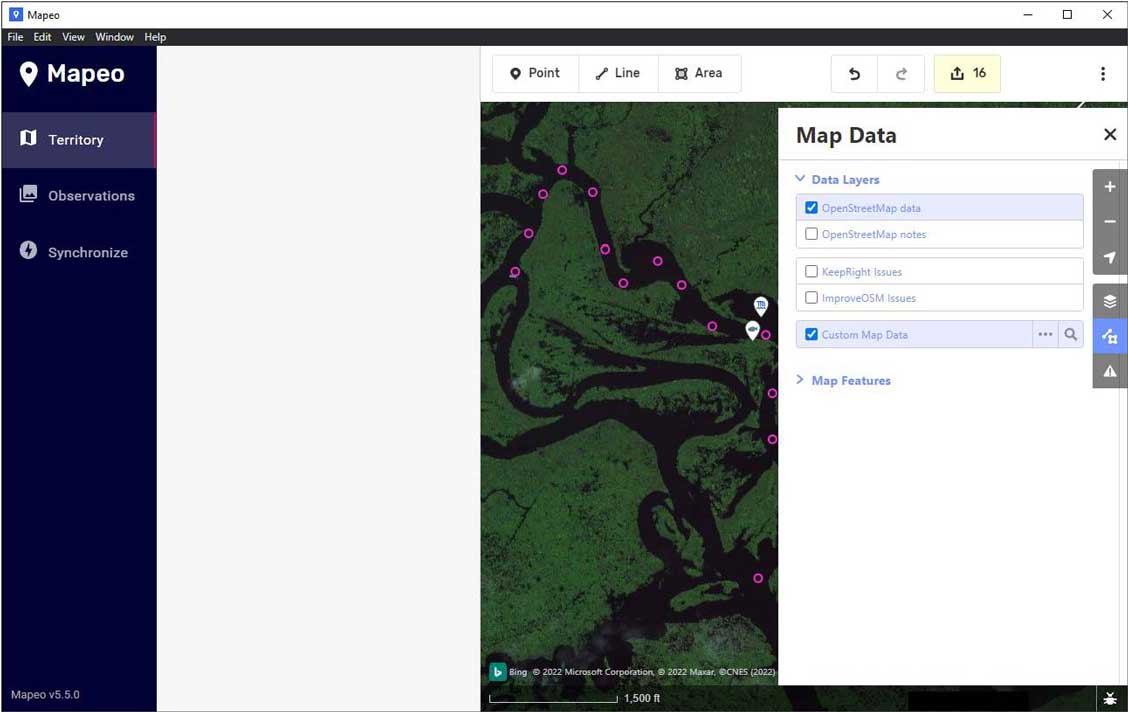 Mapeo
File Edit View Window Help
Mapeo
Territory
Observations
Synchronize
Mapeo v5.5.0
Point Line Area 16
Map Data
Data Layers
OpenStreetMap data
OpenStreetMap notes
KeepRight Issues
ImproveOSM Issues
Custom Map Data
Map Features
Bing © 2022 Microsoft Corporation, © 2022 Maxar, ©CNES (2022)
1,500 ft